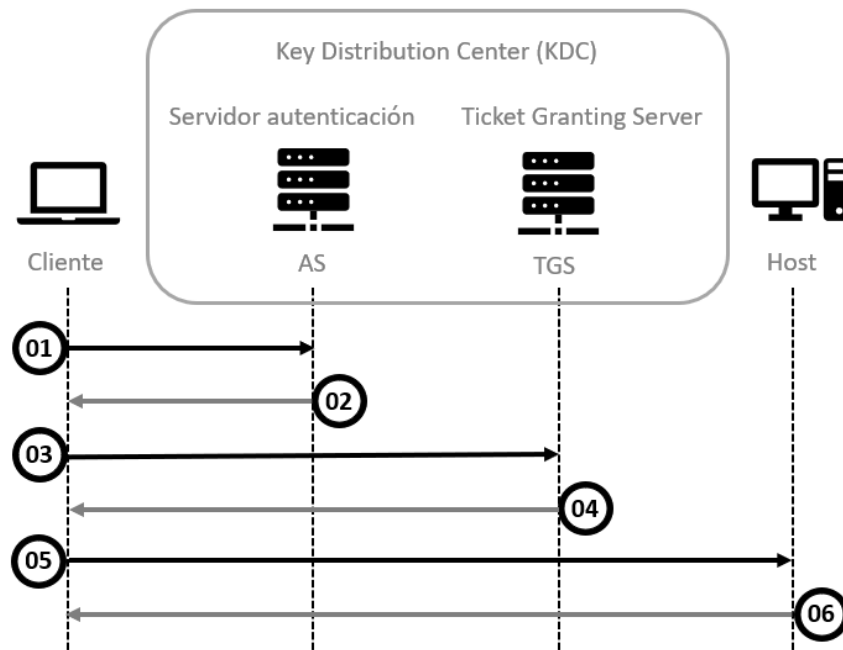 Key Distribution Center (KDC)
Servidor autenticación
Ticket Granting Server
Cliente
AS
TGS
Host
01
02
03
04
05
06